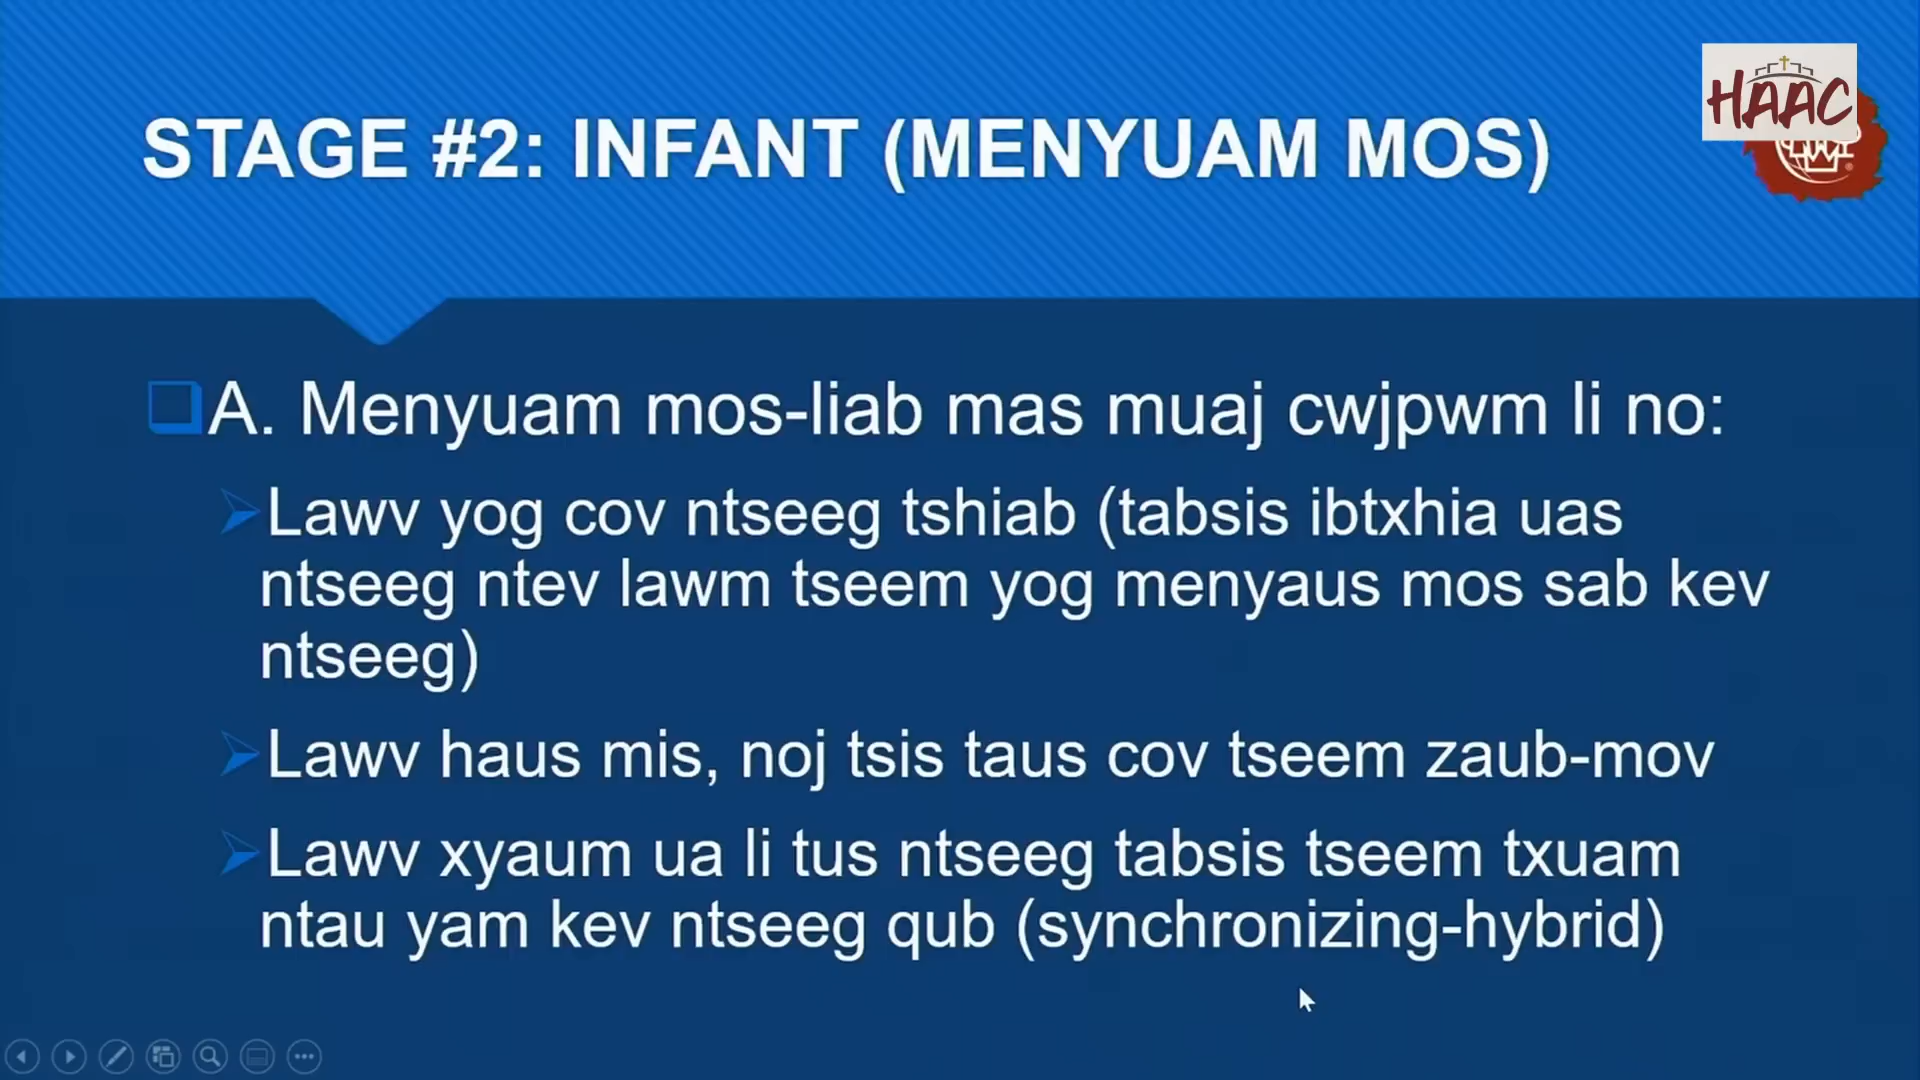 HAAC
STAGE #2: INFANT (MENYUAM MOS)
A. Menyuam mos-liab mas muaj cwjpwm li no:
Lawv yog cov ntseeg tshiab (tabsis ibtxhia uas
ntseeg ntev lawm tseem yog menyaus mos sab kev
ntseeg)
Lawv haus mis, noj tsis taus cov tseem zaub-mov
Lawv xyaum ua li tus ntseeg tabsis tseem txuam
ntau yam kev ntseeg qub (synchronizing-hybrid)